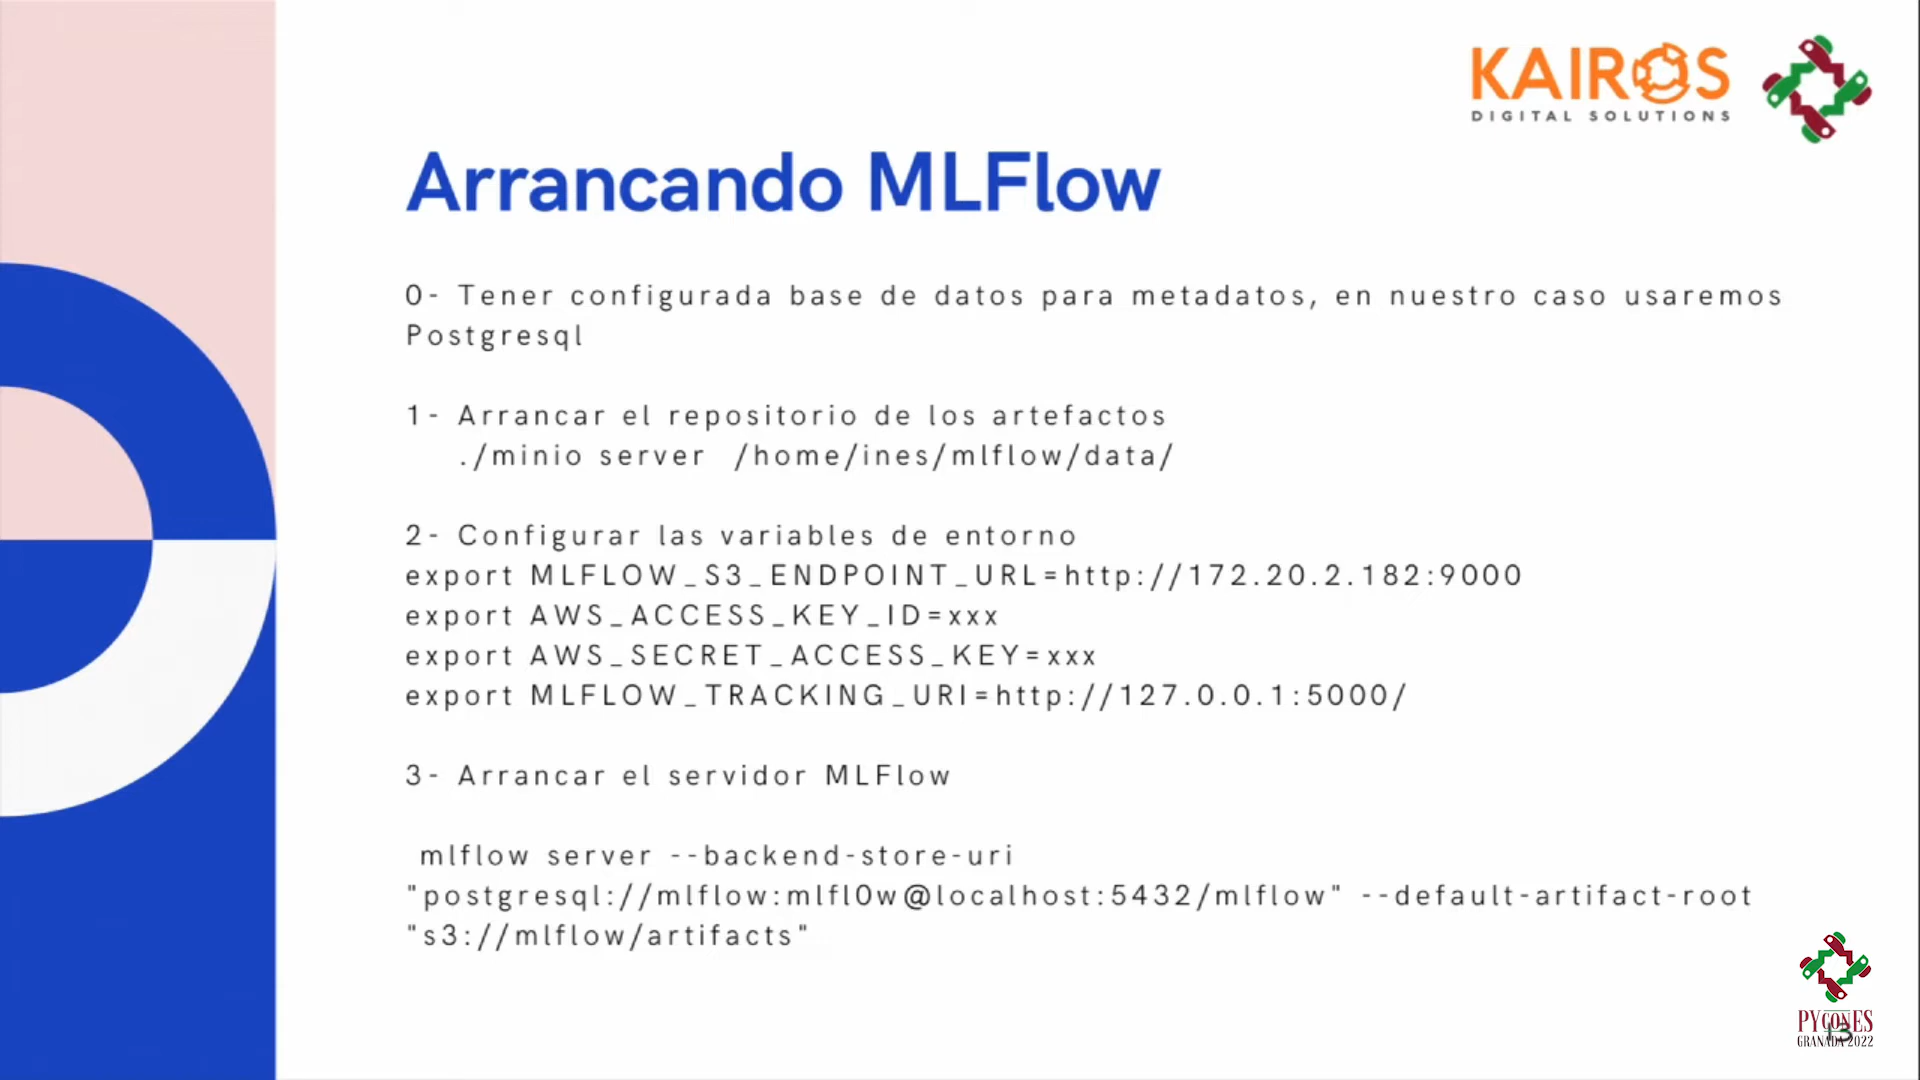 KAIROS
DIGITAL SOLUTIONS
Arrancando MLFlow
0- Tener configurada base de datos para metadatos, en nuestro caso usaremos
Postgresql
1- Arrancar el repositorio de los artefactos
./minio server /home/ines/mlflow/data/
2- Configurar las variables de entorno
export MLFLOW_S3_ENDPOINT_URL=http://172.20.2.182:9000
export AWS_ACCESS_KEY_ID=xxx
export AWS_SECRET_ACCESS_KEY=xxx
export MLFLOW_TRACKING_URI=http://127.0.0.1:5000/
3- Arrancar el servidor MLFlow
mlflow server --backend-store-uri
"postgresql://mlflow:mlfl0w@localhost:5432/mlflow" --default-artifact-root
"s3://mlflow/artifacts"
PYCONES
13
GRANADA 2022